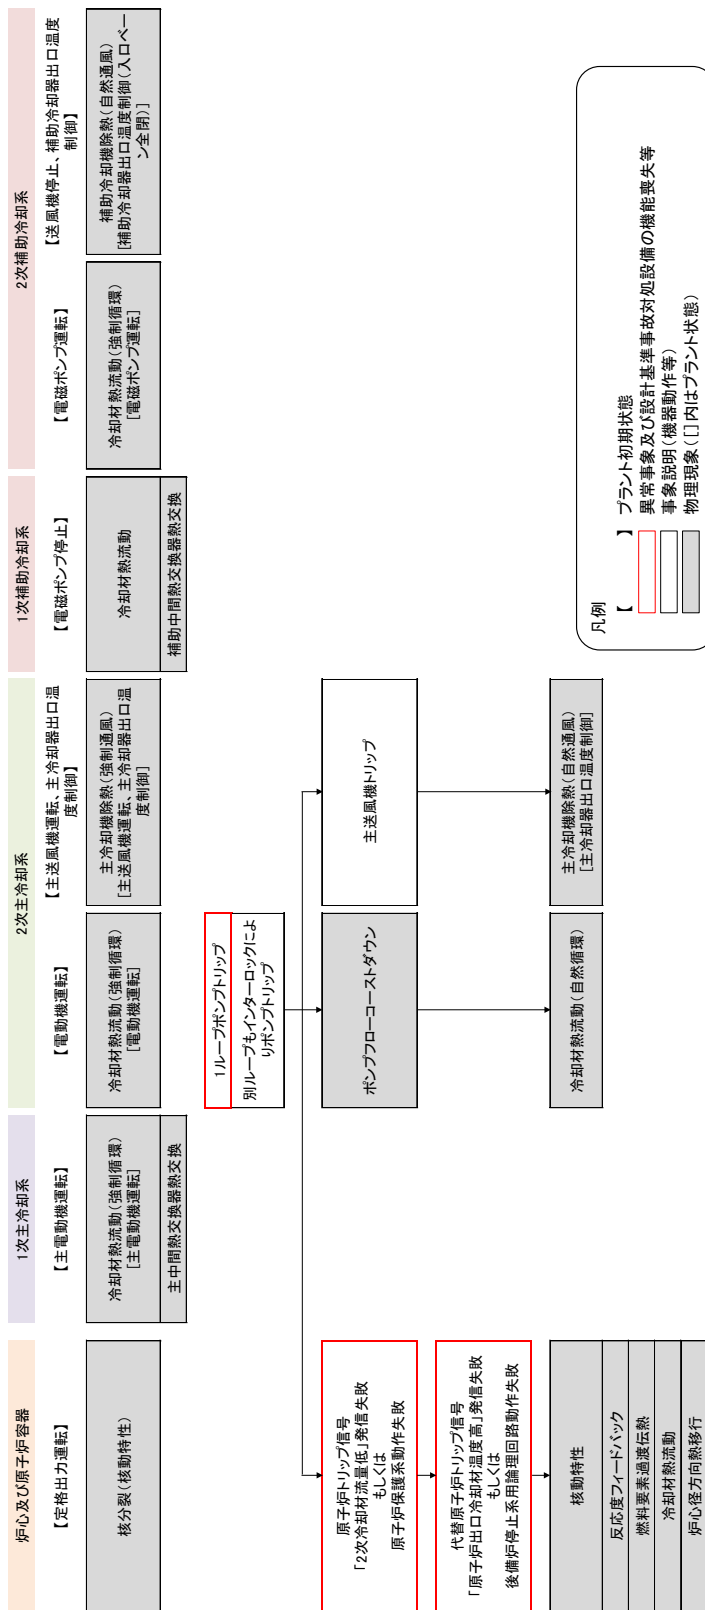 炉心及び原子炉容器
1次主冷却系
2次主冷却系
1次補助冷却系
2次補助冷却系
【定格出力運転】
【主電動機運転】
【電動機運転】
【主送風機運転、主冷却器出口温
度制御】
【電磁ポンプ停止】
【電磁ポンプ運転】
【送風機停止、補助冷却器出口温度
制御】
核分裂(核動特性)
冷却材熱流動(強制循環)
[主電動機運転]
主中間熱交換器熱交換
冷却材熱流動(強制循環)
[電動機運転]
主冷却機除熱(強制通風)
[主送風機運転、主冷却器出口温
度制御]
冷却材熱流動
補助中間熱交換器熱交換
冷却材熱流動(強制循環)
[電磁ポンプ運転]
補助冷却機除熱(自然通風)
[補助冷却器出口温度制御(入口ベー
ン全閉)]
1ループポンプトリップ
別ループもインターロックによ
りポンプトリップ
原子炉トリップ信号
「2次冷却材流量低」発信失敗
もしくは
原子炉保護系動作失敗
ポンプフローコーストダウン
主送風機トリップ
代替原子炉トリップ信号
「原子炉出口冷却材温度高」発信失敗
もしくは
後備炉停止系用論理回路動作失敗
核動特性
反応度フィードバック
燃料要素過渡伝熱
冷却材熱流動
炉心径方向熱移行
冷却材熱流動(自然循環)
主冷却機除熱(自然通風)
[主冷却器出口温度制御]
凡例
【 】 プラント初期状態
異常事象及び設計基準事故対処設備の機能喪失等
事象説明(機器動作等)
物理現象([]内はプラント状態)